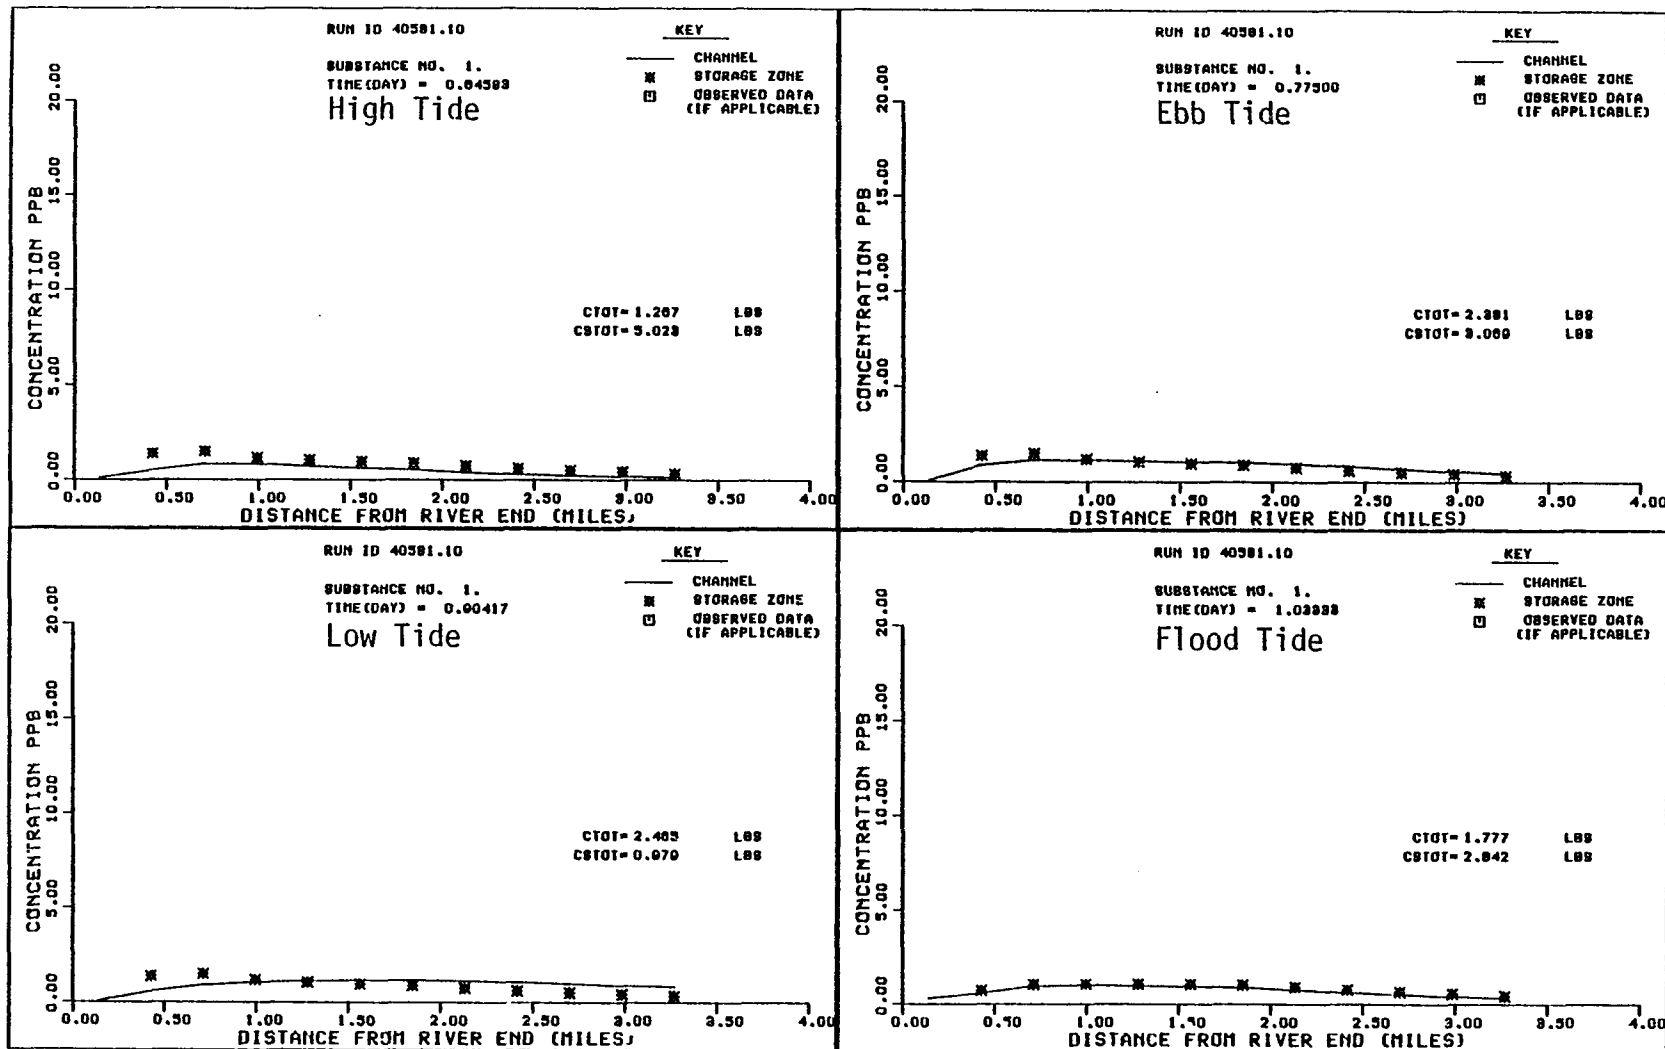 RUN ID 40581.10
KEY
CHANNEL
SUBSTANCE NO. 1.
STORAGE ZONE
TIME(DAY) = 0.64583
OBSERVED DATA
(IF APPLICABLE)
High Tide
CONCENTRATION PPB
20.00
15.00
10.00
5.00
0.00
CTOT= 1.267 LBS
CSTOT= 5.023 LBS
0.00 0.50 1.00 1.50 2.00 2.50 3.00 3.50 4.00
DISTANCE FROM RIVER END (MILES)
RUN ID 40581.10
KEY
CHANNEL
SUBSTANCE NO. 1.
STORAGE ZONE
TIME(DAY) = 0.77500
OBSERVED DATA
(IF APPLICABLE)
Ebb Tide
CONCENTRATION PPB
20.00
15.00
10.00
5.00
0.00
CTOT= 2.381 LBS
CSTOT= 3.069 LBS
0.00 0.50 1.00 1.50 2.00 2.50 3.00 3.50 4.00
DISTANCE FROM RIVER END (MILES)
RUN ID 40581.10
KEY
CHANNEL
SUBSTANCE NO. 1.
STORAGE ZONE
TIME(DAY) = 0.90417
OBSERVED DATA
(IF APPLICABLE)
Low Tide
CONCENTRATION PPB
20.00
15.00
10.00
5.00
0.00
CTOT= 2.465 LBS
CSTOT= 0.970 LBS
0.00 0.50 1.00 1.50 2.00 2.50 3.00 3.50 4.00
DISTANCE FROM RIVER END (MILES)
RUN ID 40581.10
KEY
CHANNEL
SUBSTANCE NO. 1.
STORAGE ZONE
TIME(DAY) = 1.03333
OBSERVED DATA
(IF APPLICABLE)
Flood Tide
CONCENTRATION PPB
20.00
15.00
10.00
5.00
0.00
CTOT= 1.777 LBS
CSTOT= 2.842 LBS
0.00 0.50 1.00 1.50 2.00 2.50 3.00 3.50 4.00
DISTANCE FROM RIVER END (MILES)